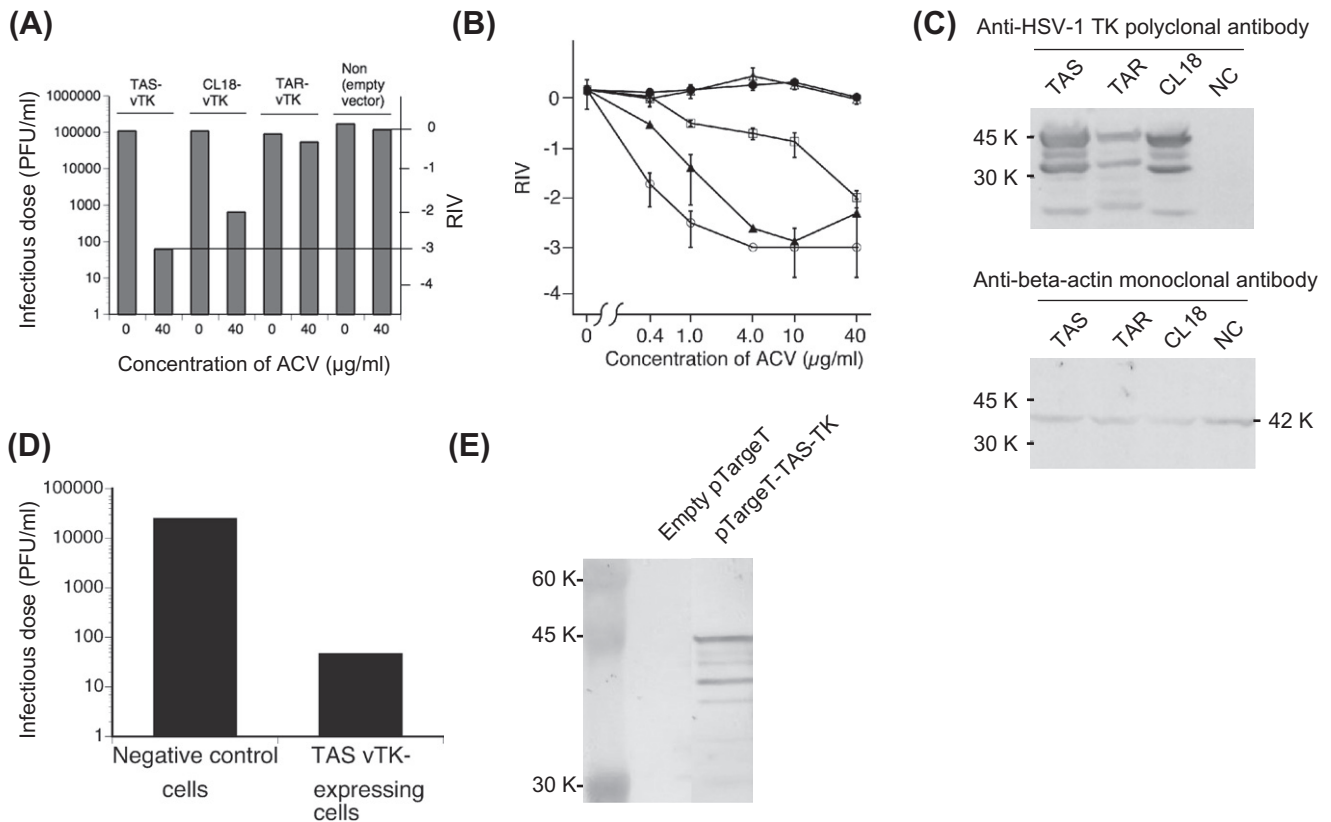 (A)
TAS-
vTK
CL18-
vTK
TAR-
vTK
Non
(empty
vector)
Infectious dose (PFU/ml)
1000000
100000
10000
1000
100
10
1
0
-1
-2
-3
-4
RIV
0 40 0 40 0 40 0 40
Concentration of ACV (μg/ml)
(B)
RIV
0
-1
-2
-3
-4
0 0.4 1.0 4.0 10 40
Concentration of ACV (μg/ml)
(C)
Anti-HSV-1 TK polyclonal antibody
TAS TAR CL18 NC
45 K
30 K
Anti-beta-actin monoclonal antibody
TAS TAR CL18 NC
45 K
30 K
42 K
(D)
Infectious dose (PFU/ml)
100000
10000
1000
100
10
1
Negative control
cells
TAS vTK-
expressing
cells
(E)
Empty pTargeT
pTargeT-TAS-TK
60 K
45 K
30 K